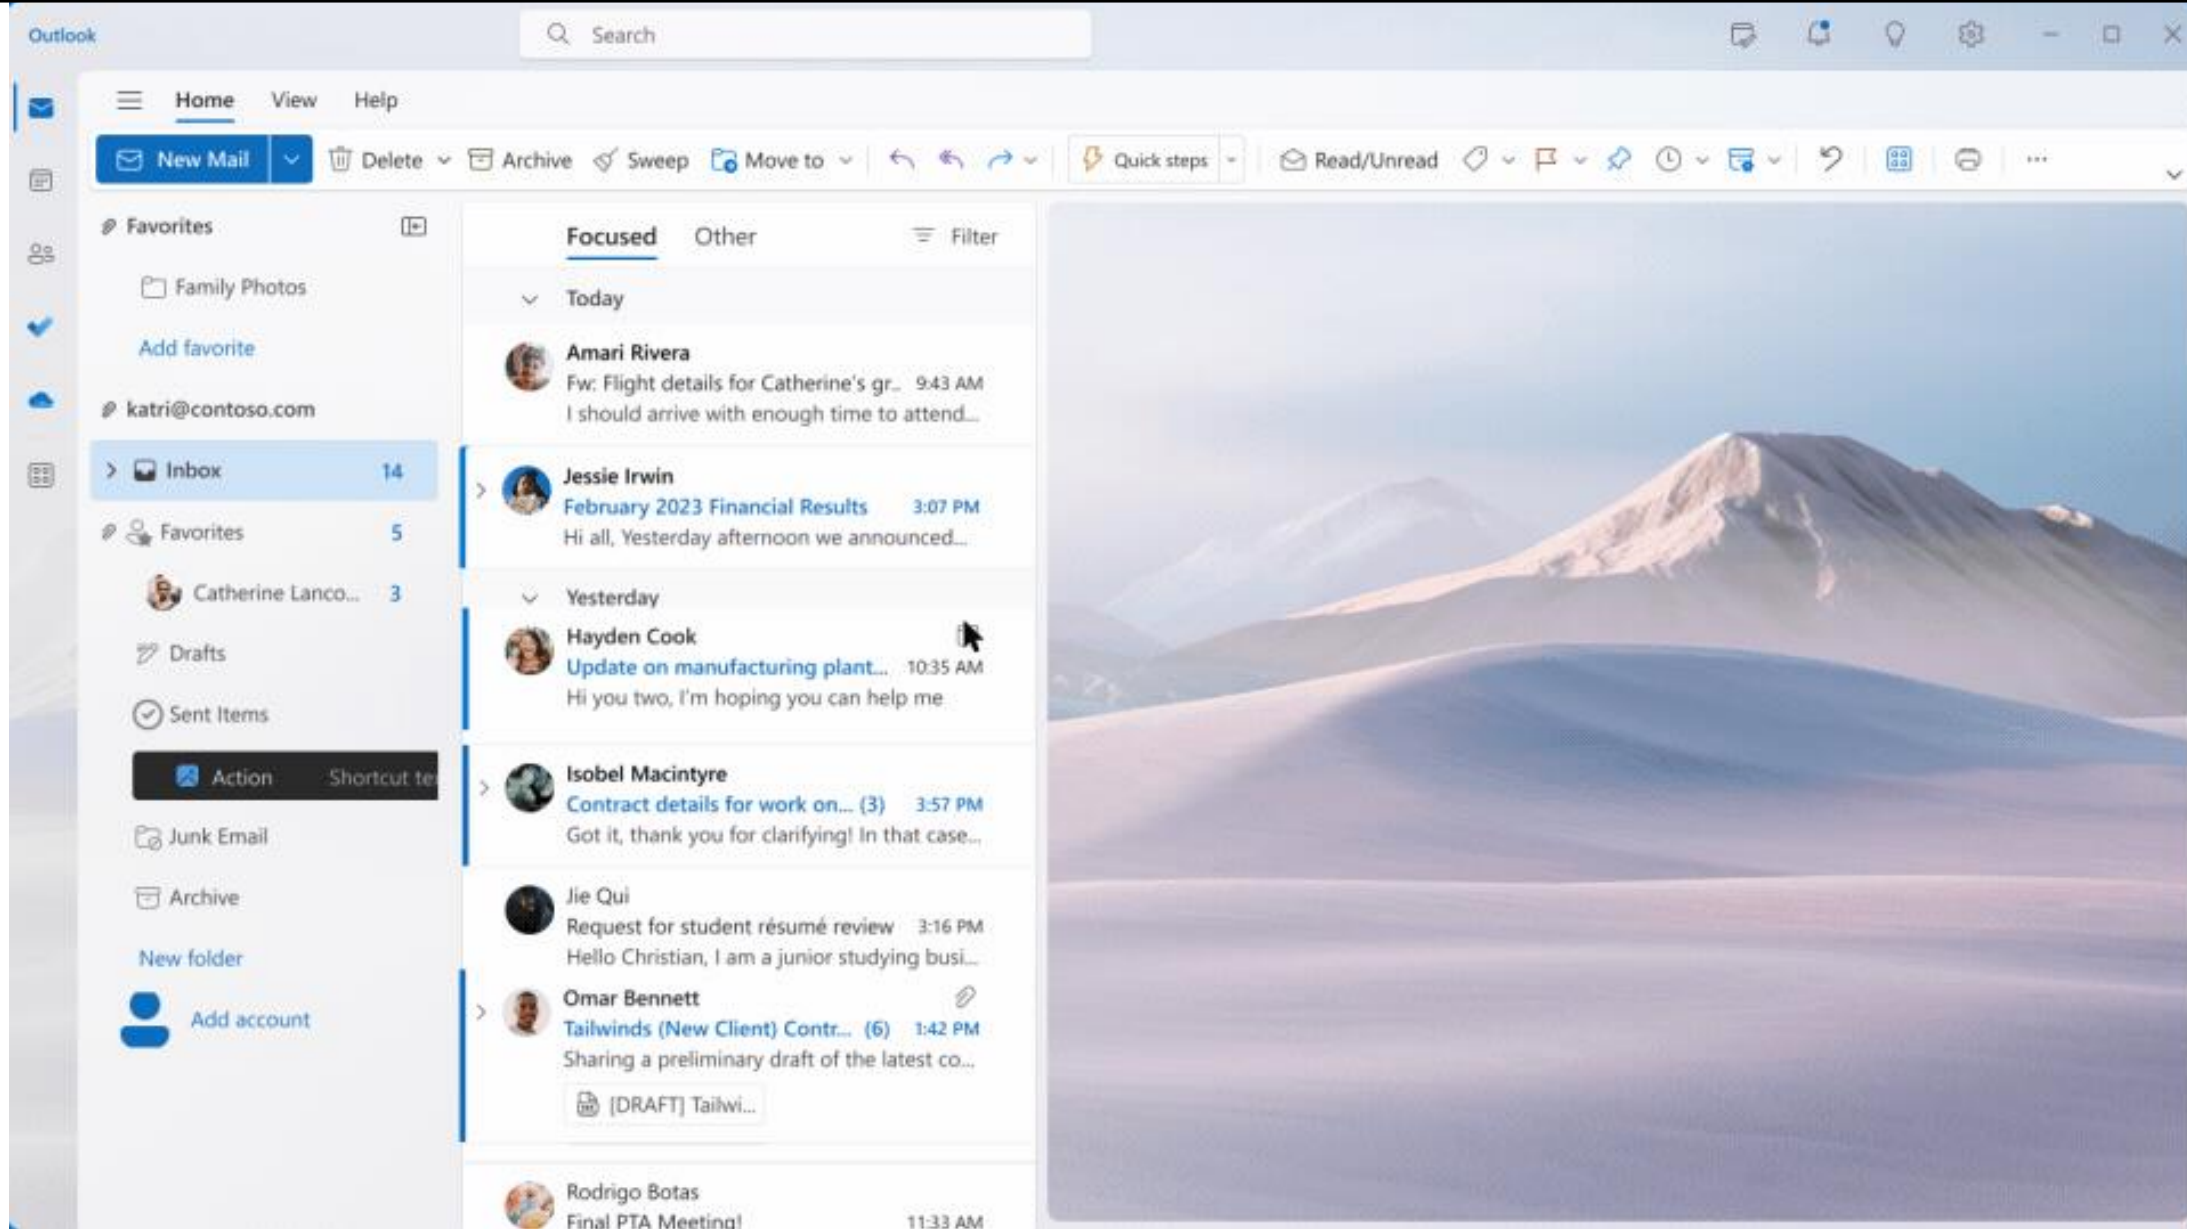 Outlook
Search
Home View Help
New Mail Delete Archive Sweep Move to Quick steps Read/Unread
Favorites
Family Photos
Add favorite
katri@contoso.com
Inbox 14
Favorites 5
Catherine Lanco... 3
Drafts
Sent Items
Action Shortcut
Junk Email
Archive
New folder
Add account
Focused Other Filter
Today
Amari Rivera
Fw: Flight details for Catherine's gr... 9:43 AM
I should arrive with enough time to attend...
Jessie Irwin
February 2023 Financial Results 3:07 PM
Hi all, Yesterday afternoon we announced...
Yesterday
Hayden Cook
Update on manufacturing plant... 10:35 AM
Hi you two, I'm hoping you can help me
Isobel Macintyre
Contract details for work on... (3) 3:57 PM
Got it, thank you for clarifying! In that case...
Jie Qui
Request for student résumé review 3:16 PM
Hello Christian, I am a junior studying busi...
Omar Bennett
Tailwinds (New Client) Contr... (6) 1:42 PM
Sharing a preliminary draft of the latest co...
[DRAFT] Tailwi...
Rodrigo Botas
Final PTA Meeting! 11:33 AM